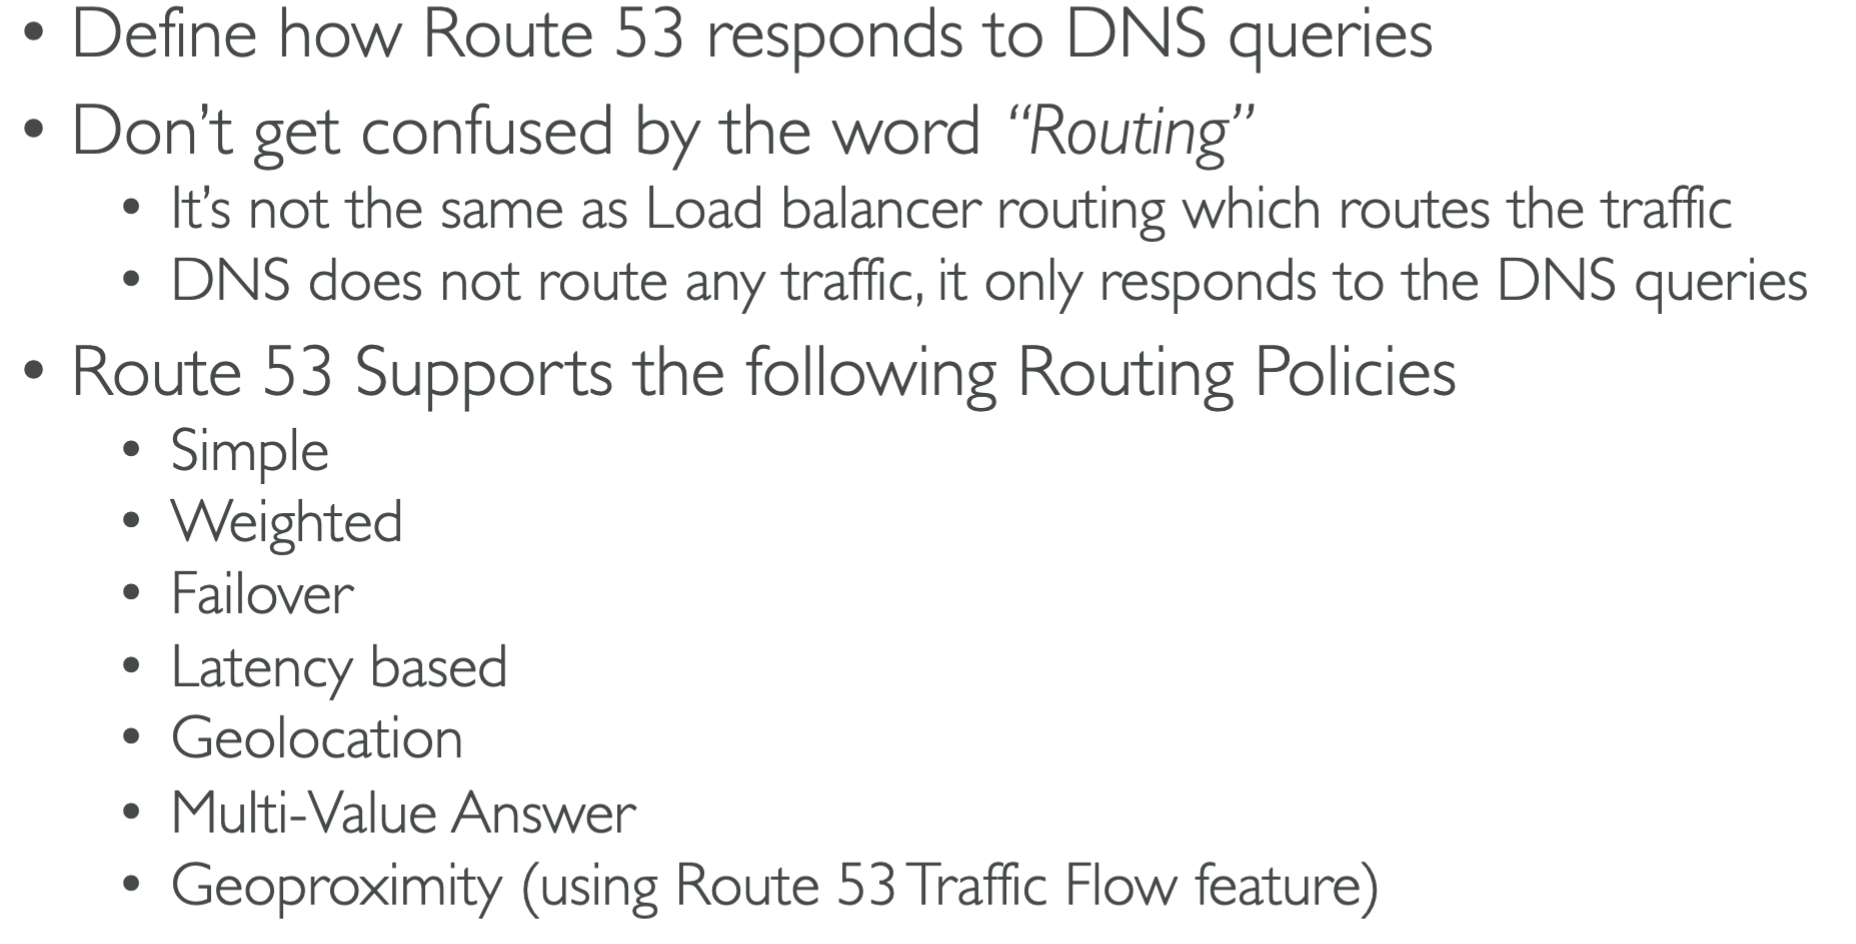 • Define how Route 53 responds to DNS queries
• Don’t get confused by the word “Routing”
• It’s not the same as Load balancer routing which routes the traffic
• DNS does not route any traffic, it only responds to the DNS queries
• Route 53 Supports the following Routing Policies
• Simple
• Weighted
• Failover
• Latency based
• Geolocation
• Multi-Value Answer
• Geoproximity (using Route 53 Traffic Flow feature)